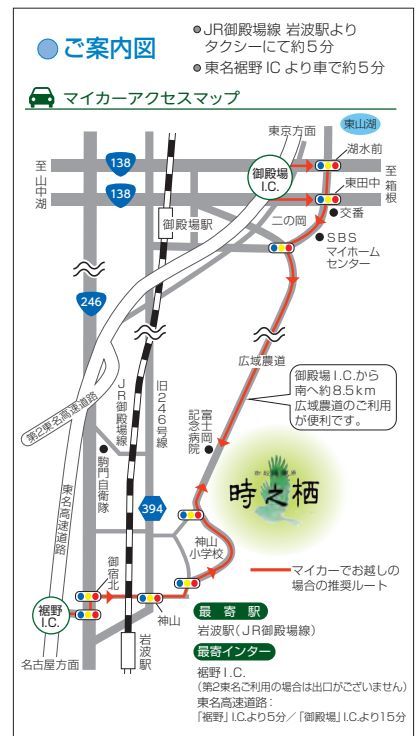 ご案内図
●JR御殿場線 岩波駅より
タクシーにて約5分
●東名裾野ICより車で約5分
マイカーアクセスマップ
東京方面
東山湖
湖水前
至山中湖
138
御殿場
I.C.
至箱根
138
東田中
交番
二の岡
御殿場駅
SBS
マイホーム
センター
246
広域農道
御殿場I.C.から
南へ約8.5km
広域農道のご利用
が便利です。
第2東名高速道路
JR御殿場線
旧246号線
富士岡
記念病院
駒門自衛隊
時之栖
東名高速道路
394
神山
小学校
御宿北
マイカーでお越しの
場合の推奨ルート
裾野
I.C.
神山
名古屋方面
岩波駅
最寄駅
岩波駅(JR御殿場線)
最寄インター
裾野I.C.
(第2東名ご利用の場合は出口がございません)
東名高速道路:
「裾野」I.C.より5分/「御殿場」I.C.より15分